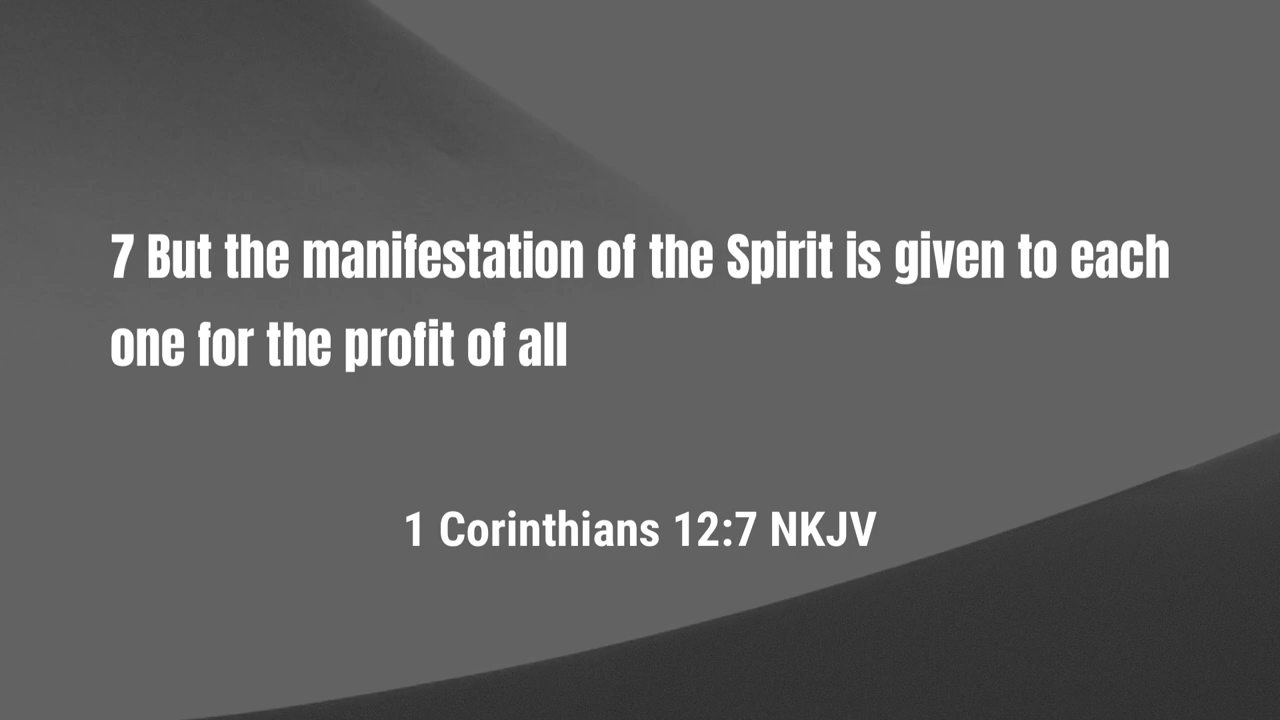 7 But the manifestation of the Spirit is given to each
one for the profit of all
1 Corinthians 12:7 NKJV